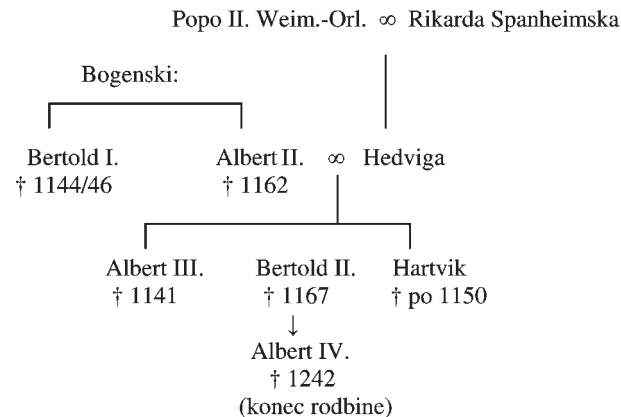 Popo II. Weim.-Orl. ∞ Rikarda Spanheimska
Bogenski:
Bertold I. Albert II. ∞ Hedviga
† 1144/46 † 1162
Albert III. Bertold II. Hartvik
† 1141 † 1167 † po 1150
↓
Albert IV.
† 1242
(konec rodbine)